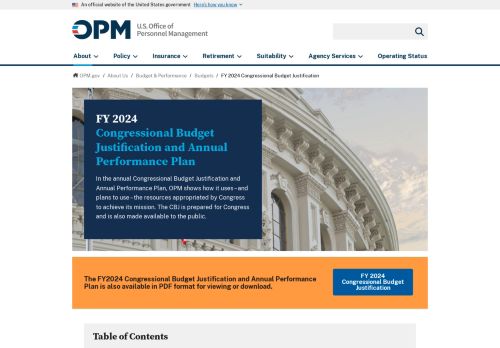 An official website of the United States government Here's how you know
OPM U.S. Office of
Personnel Management
About Policy Insurance Retirement Suitability Agency Services Operating Status
OPM.gov / About Us / Budget & Performance / Budgets / FY 2024 Congressional Budget Justification
FY 2024
Congressional Budget
Justification and Annual
Performance Plan
In the annual Congressional Budget Justification and
Annual Performance Plan, OPM shows how it uses – and
plans to use – the resources appropriated by Congress
to achieve its mission. The CBJ is prepared for Congress
and is also made available to the public.
The FY2024 Congressional Budget Justification and Annual Performance
Plan is also available in PDF format for viewing or download.
FY 2024
Congressional Budget
Justification
Table of Contents